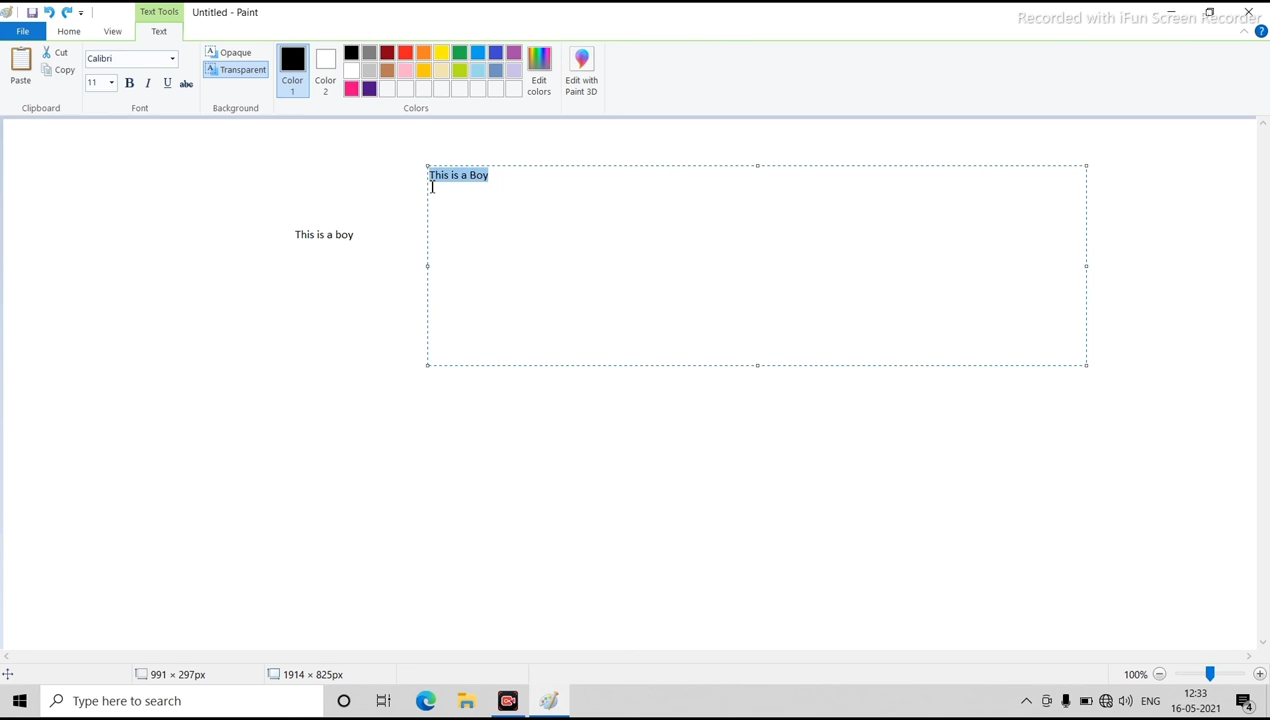 Text Tools
Untitled - Paint
Recorded with iFun Screen Recorder
File
Home
View
Text
Paste
Cut
Copy
Clipboard
Calibri
11
B
I
U
abc
Font
A Opaque
A Transparent
Background
Color 1
Color 2
Edit colors
Colors
Edit with Paint 3D
This is a Boy
This is a boy
991 × 297px
1914 × 825px
100%
Type here to search
ENG
12:33
16-05-2021
4